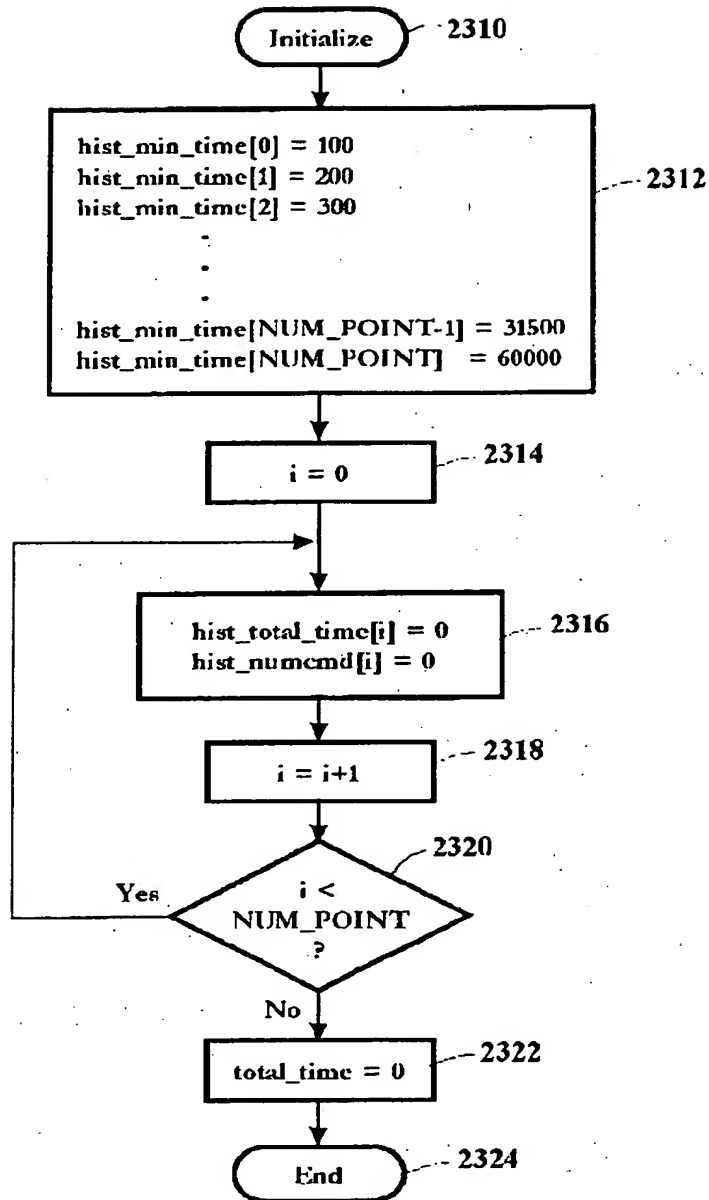 Initialize
2310
hist_min_time[0] = 100
hist_min_time[1] = 200
hist_min_time[2] = 300
.
.
.
hist_min_time[NUM_POINT-1] = 31500
hist_min_time[NUM_POINT] = 60000
2312
i = 0
2314
hist_total_time[i] = 0
hist_numcmd[i] = 0
2316
i = i+1
2318
2320
Yes
i <
NUM_POINT
?
No
total_time = 0
2322
End
2324